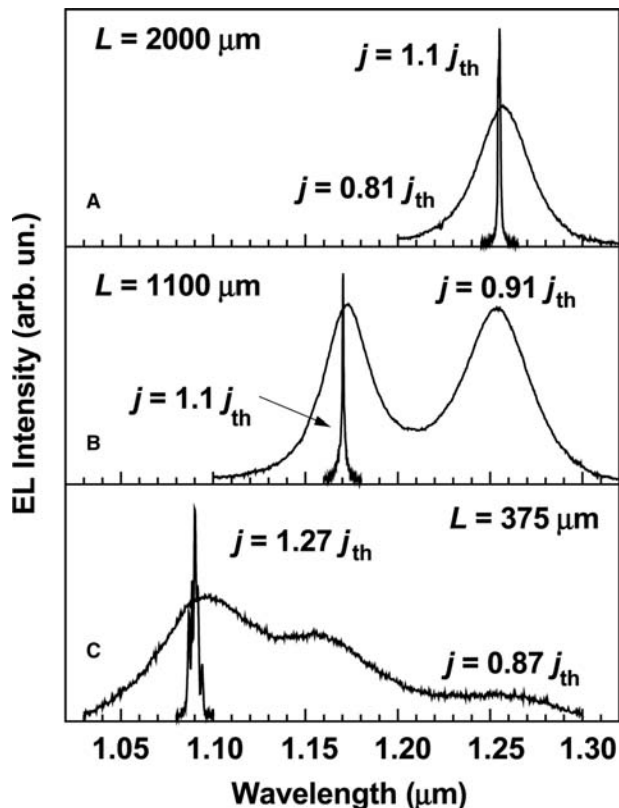 L = 2000 μm
j = 1.1 jth
j = 0.81 jth
A
L = 1100 μm
j = 0.91 jth
j = 1.1 jth
B
L = 375 μm
j = 1.27 jth
C
j = 0.87 jth
EL Intensity (arb. un.)
1.05 1.10 1.15 1.20 1.25 1.30
Wavelength (μm)